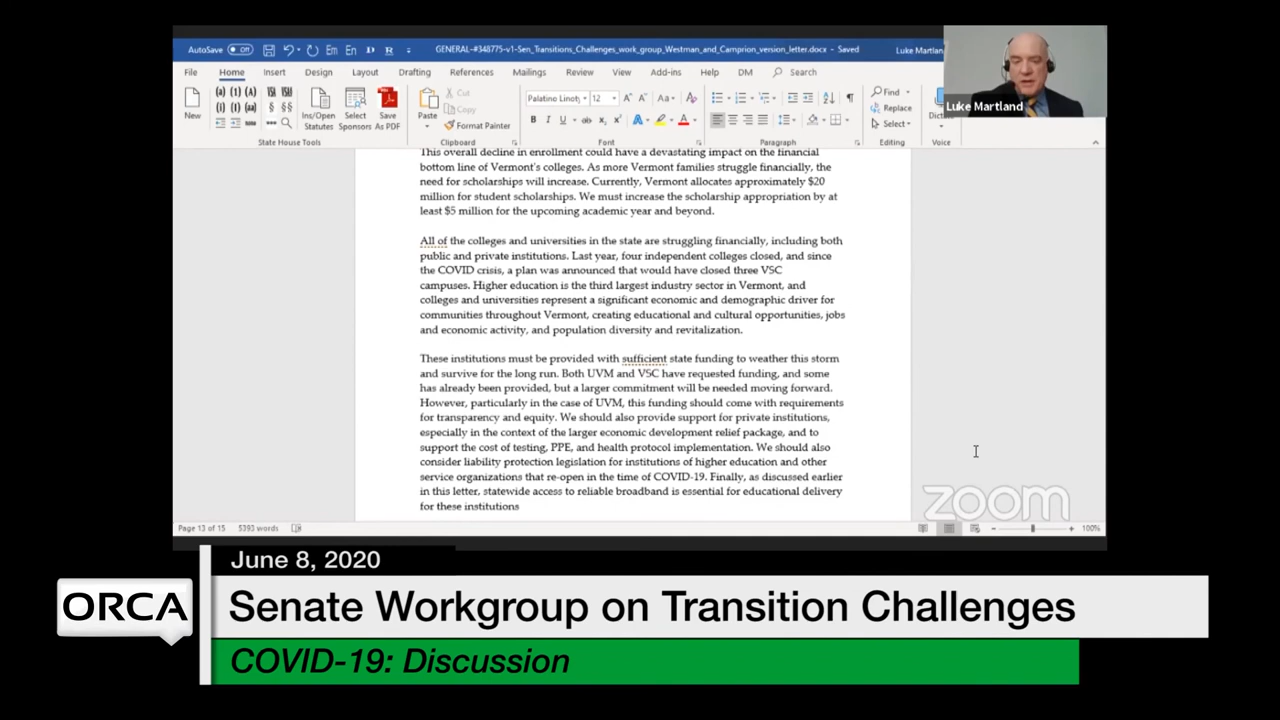 AutoSave Off
GENERAL-#348775-v1-Sen_Transitions_Challenges_work_group_Westman_and_Camprion_version_letter.docx - Saved
Luke Martlan
File Home Insert Design Layout Drafting References Mailings Review View Add-ins Help DM Search
New
Ins/Open Statutes
Select Sponsors
Save As PDF
State House Tools
Paste
Cut
Copy
Format Painter
Clipboard
Palatino Linoty 12
Font
Paragraph
Find
Replace
Select
Editing
Dict
Voice
Luke Martland
This overall decline in enrollment could have a devastating impact on the financial
bottom line of Vermont's colleges. As more Vermont families struggle financially, the
need for scholarships will increase. Currently, Vermont allocates approximately $20
million for student scholarships. We must increase the scholarship appropriation by at
least $5 million for the upcoming academic year and beyond.
All of the colleges and universities in the state are struggling financially, including both
public and private institutions. Last year, four independent colleges closed, and since
the COVID crisis, a plan was announced that would have closed three VSC
campuses. Higher education is the third largest industry sector in Vermont, and
colleges and universities represent a significant economic and demographic driver for
communities throughout Vermont, creating educational and cultural opportunities, jobs
and economic activity, and population diversity and revitalization.
These institutions must be provided with sufficient state funding to weather this storm
and survive for the long run. Both UVM and VSC have requested funding, and some
has already been provided, but a larger commitment will be needed moving forward.
However, particularly in the case of UVM, this funding should come with requirements
for transparency and equity. We should also provide support for private institutions,
especially in the context of the larger economic development relief package, and to
support the cost of testing, PPE, and health protocol implementation. We should also
consider liability protection legislation for institutions of higher education and other
service organizations that re-open in the time of COVID-19. Finally, as discussed earlier
in this letter, statewide access to reliable broadband is essential for educational delivery
for these institutions
zoom
Page 13 of 15 5393 words
100%
June 8, 2020
ORCA
Senate Workgroup on Transition Challenges
COVID-19: Discussion